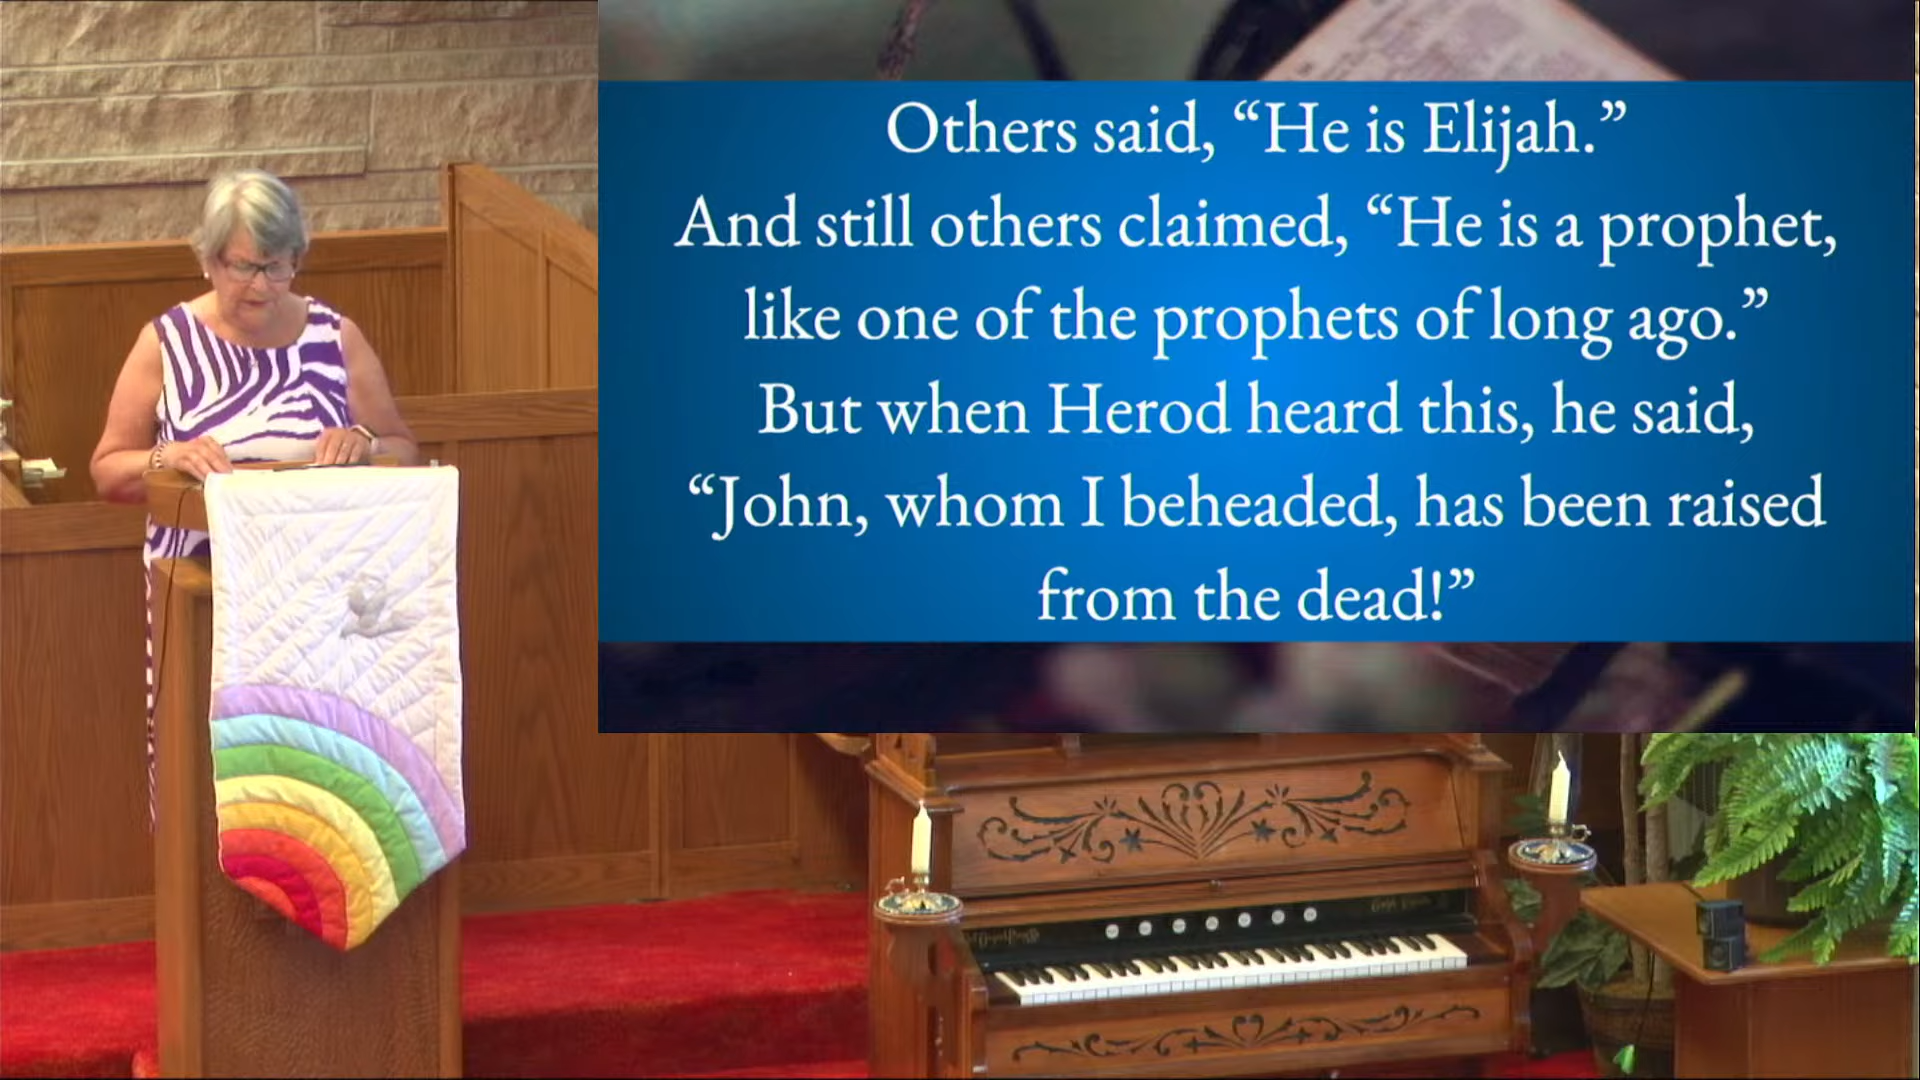 Others said, “He is Elijah.”
And still others claimed, “He is a prophet,
like one of the prophets of long ago.”
But when Herod heard this, he said,
“John, whom I beheaded, has been raised
from the dead!”